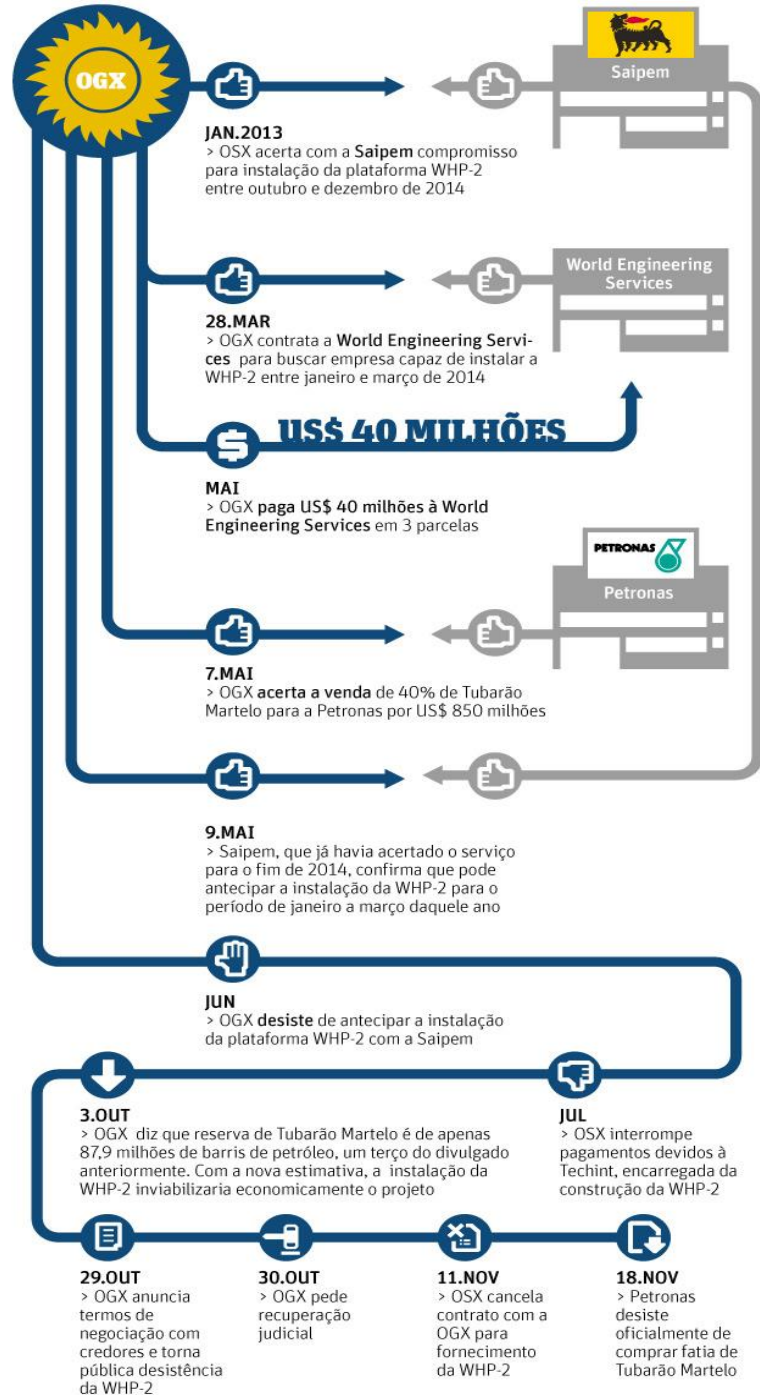 OGX
Saipem
JAN.2013
> OSX acerta com a Saipem compromisso
para instalação da plataforma WHP-2
entre outubro e dezembro de 2014
World Engineering
Services
28.MAR
> OGX contrata a World Engineering Servi-
ces para buscar empresa capaz de instalar a
WHP-2 entre janeiro e março de 2014
US$ 40 MILHÕES
MAI
> OGX paga US$ 40 milhões à World
Engineering Services em 3 parcelas
PETRONAS
Petronas
7.MAI
> OGX acerta a venda de 40% de Tubarão
Martelo para a Petronas por US$ 850 milhões
9.MAI
> Saipem, que já havia acertado o serviço
para o fim de 2014, confirma que pode
antecipar a instalação da WHP-2 para o
período de janeiro a março daquele ano
JUN
> OGX desiste de antecipar a instalação
da plataforma WHP-2 com a Saipem
JUL
> OSX interrompe
pagamentos devidos à
Techint, encarregada da
construção da WHP-2
3.OUT
> OGX diz que reserva de Tubarão Martelo é de apenas
87,9 milhões de barris de petróleo, um terço do divulgado
anteriormente. Com a nova estimativa, a instalação da
WHP-2 inviabilizaria economicamente o projeto
29.OUT
> OGX anuncia
termos de
negociação com
credores e torna
pública desistência
da WHP-2
30.OUT
> OGX pede
recuperação
judicial
11.NOV
> OSX cancela
contrato com a
OGX para
fornecimento
da WHP-2
18.NOV
> Petronas
desiste
oficialmente de
comprar fatia de
Tubarão Martelo